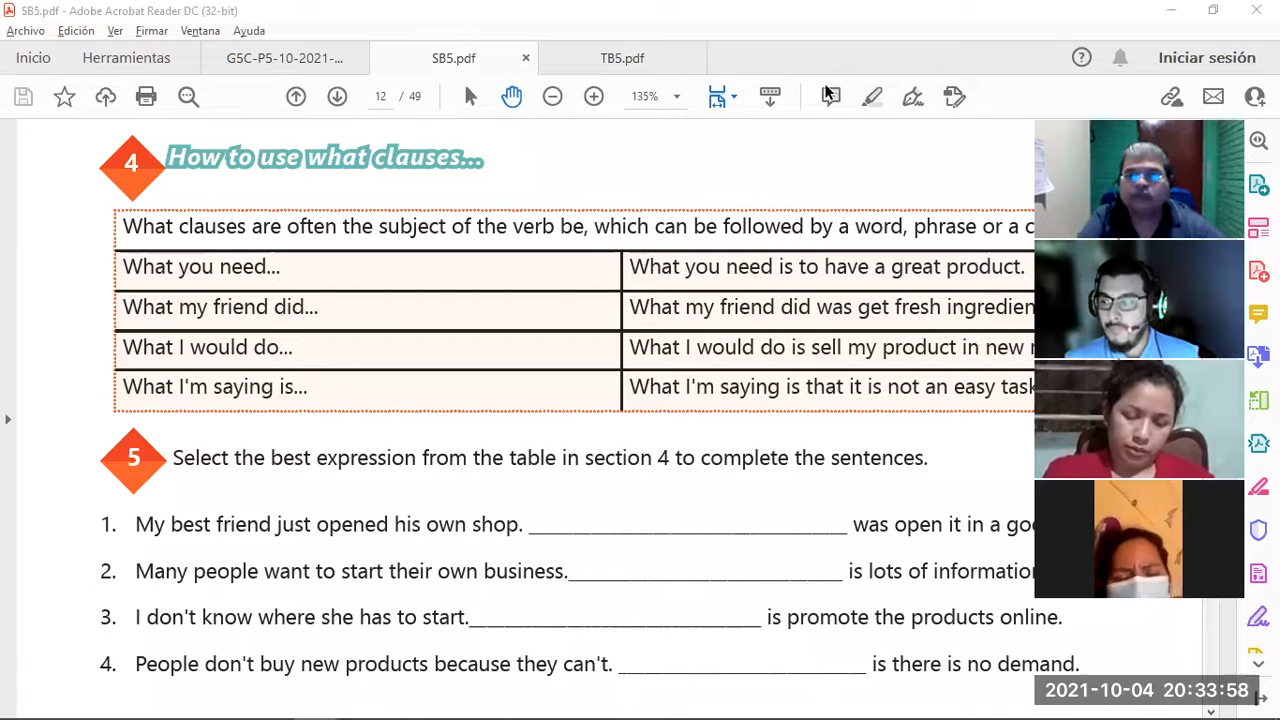 SB5.pdf - Adobe Acrobat Reader DC (32-bit)
Archivo Edición Ver Firmar Ventana Ayuda
Inicio Herramientas G5C-P5-10-2021-... SB5.pdf × TB5.pdf Iniciar sesión
12 / 49 135%
4 How to use what clauses...
What clauses are often the subject of the verb be, which can be followed by a word, phrase or a c
What you need... What you need is to have a great product.
What my friend did... What my friend did was get fresh ingredien
What I would do... What I would do is sell my product in new
What I'm saying is... What I'm saying is that it is not an easy task
5 Select the best expression from the table in section 4 to complete the sentences.
1. My best friend just opened his own shop. ______________________________ was open it in a go
2. Many people want to start their own business.__________________________ is lots of information
3. I don't know where she has to start.____________________________ is promote the products online.
4. People don't buy new products because they can't. ________________________ is there is no demand.
2021-10-04 20:33:58